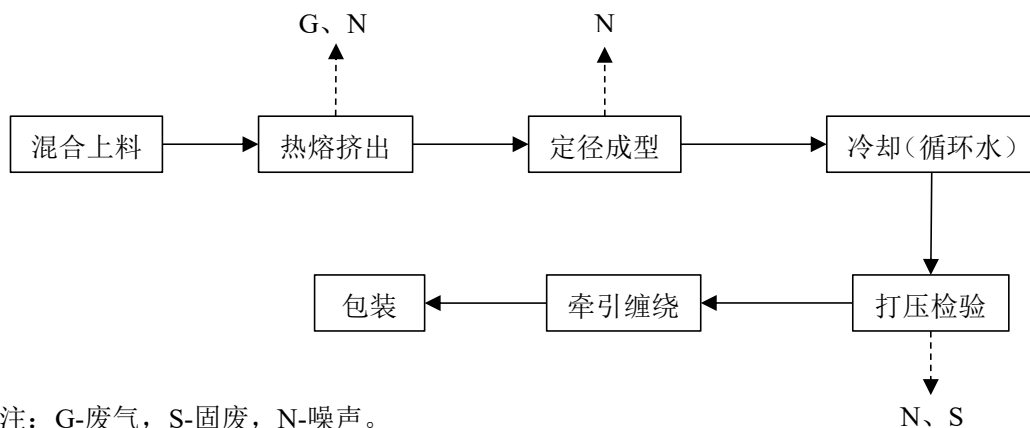 G、N
N
混合上料
热熔挤出
定径成型
冷却（循环水）
包装
牵引缠绕
打压检验
注：G-废气，S-固废，N-噪声。
N、S